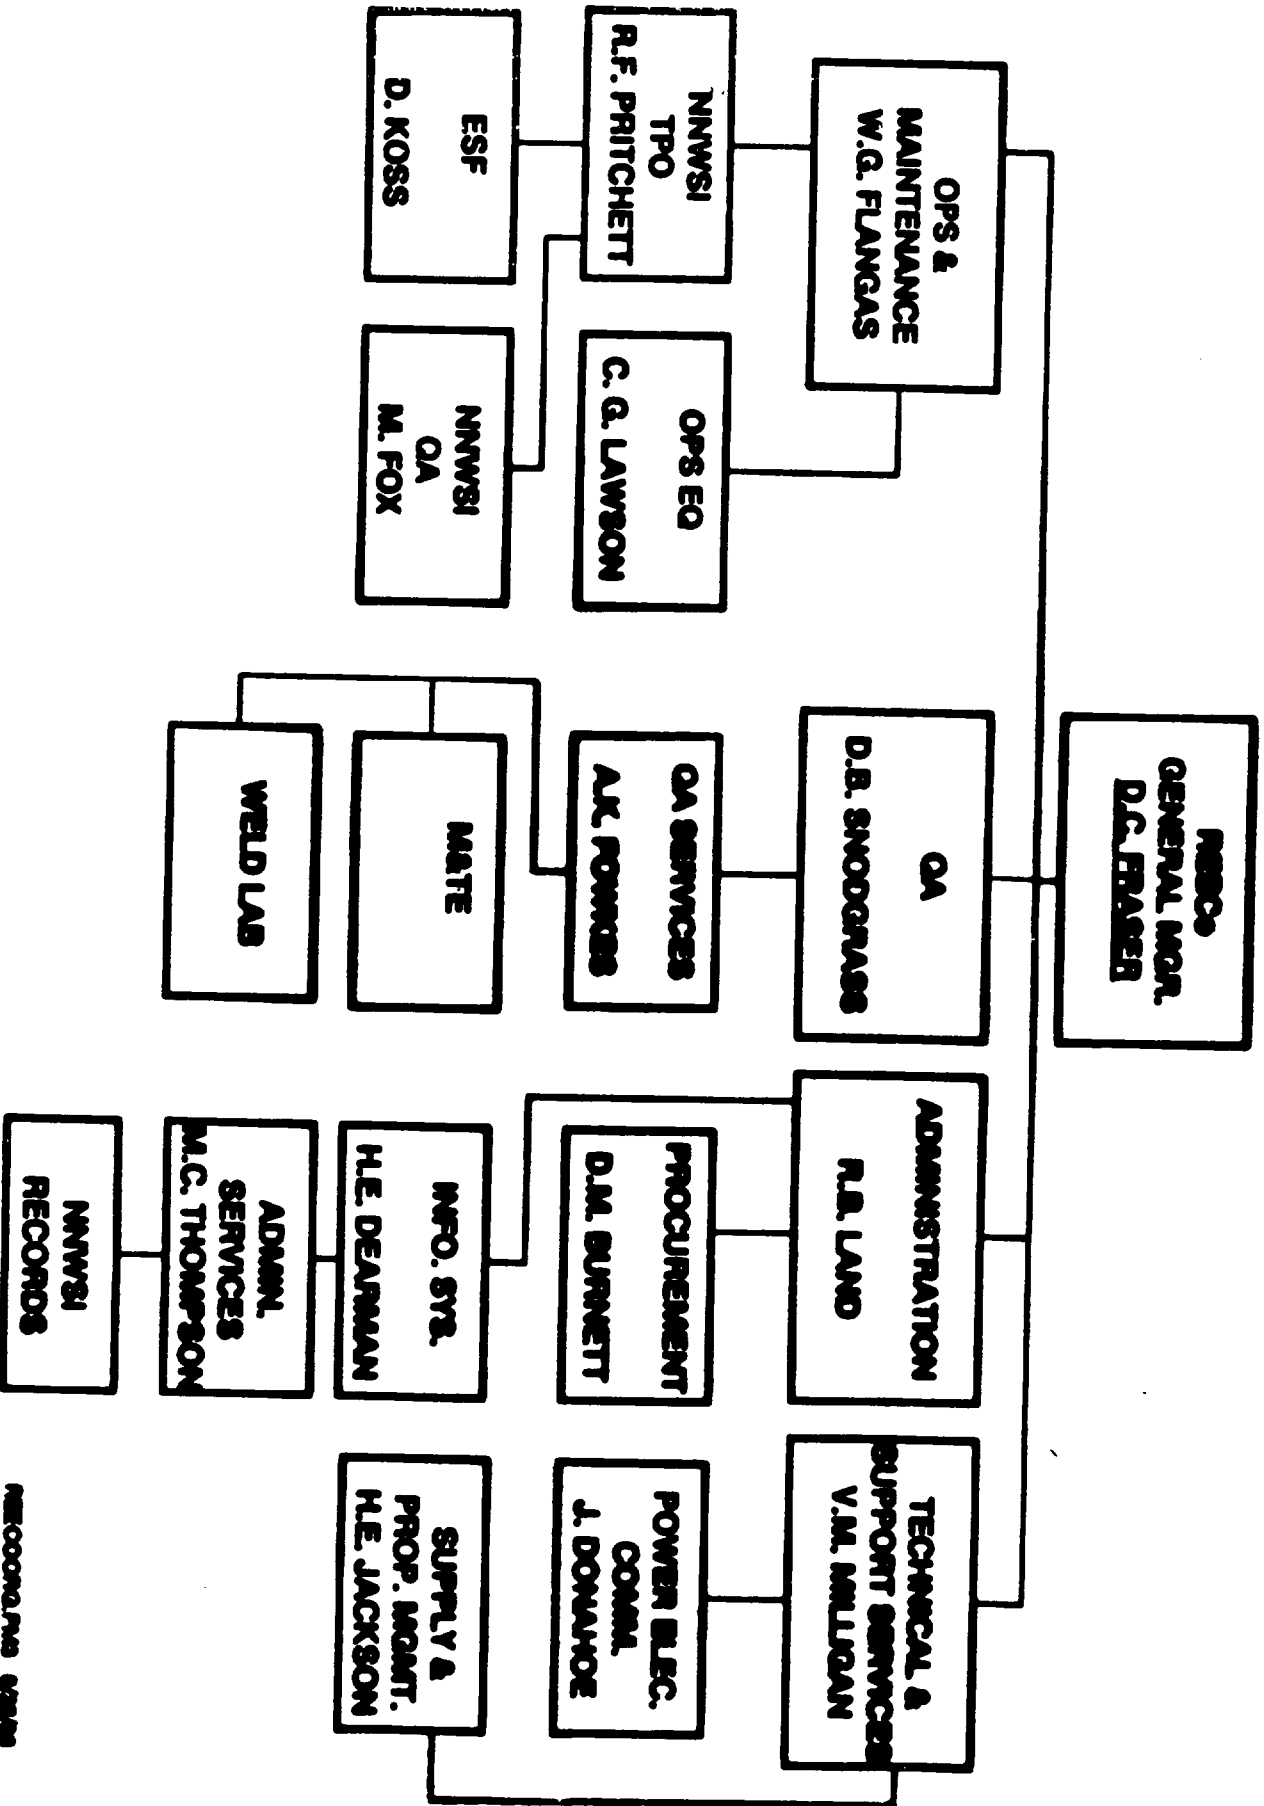 REECo
GENERAL MGR.
D.C. FRASER
OPS &
MAINTENANCE
W.G. FLANGAS
QA
D.B. SNODGRASS
ADMINISTRATION
R.B. LAND
TECHNICAL &
SUPPORT SERVICES
V.M. MILLIGAN
NNWSI
TPO
R.F. PRITCHETT
OPS EQ
C. G. LAWSON
QA SERVICES
A.K. FOWKES
PROCUREMENT
D.M. BURNETT
POWER ELEC.
COMM.
J. DONAHOE
ESF
D. KOSS
NNWSI
QA
M. FOX
M&TE
INFO. SYS.
H.E. DEARMAN
SUPPLY &
PROP. MGMT.
H.E. JACKSON
WELD LAB
ADMIN.
SERVICES
M.C. THOMPSON
NNWSI
RECORDS